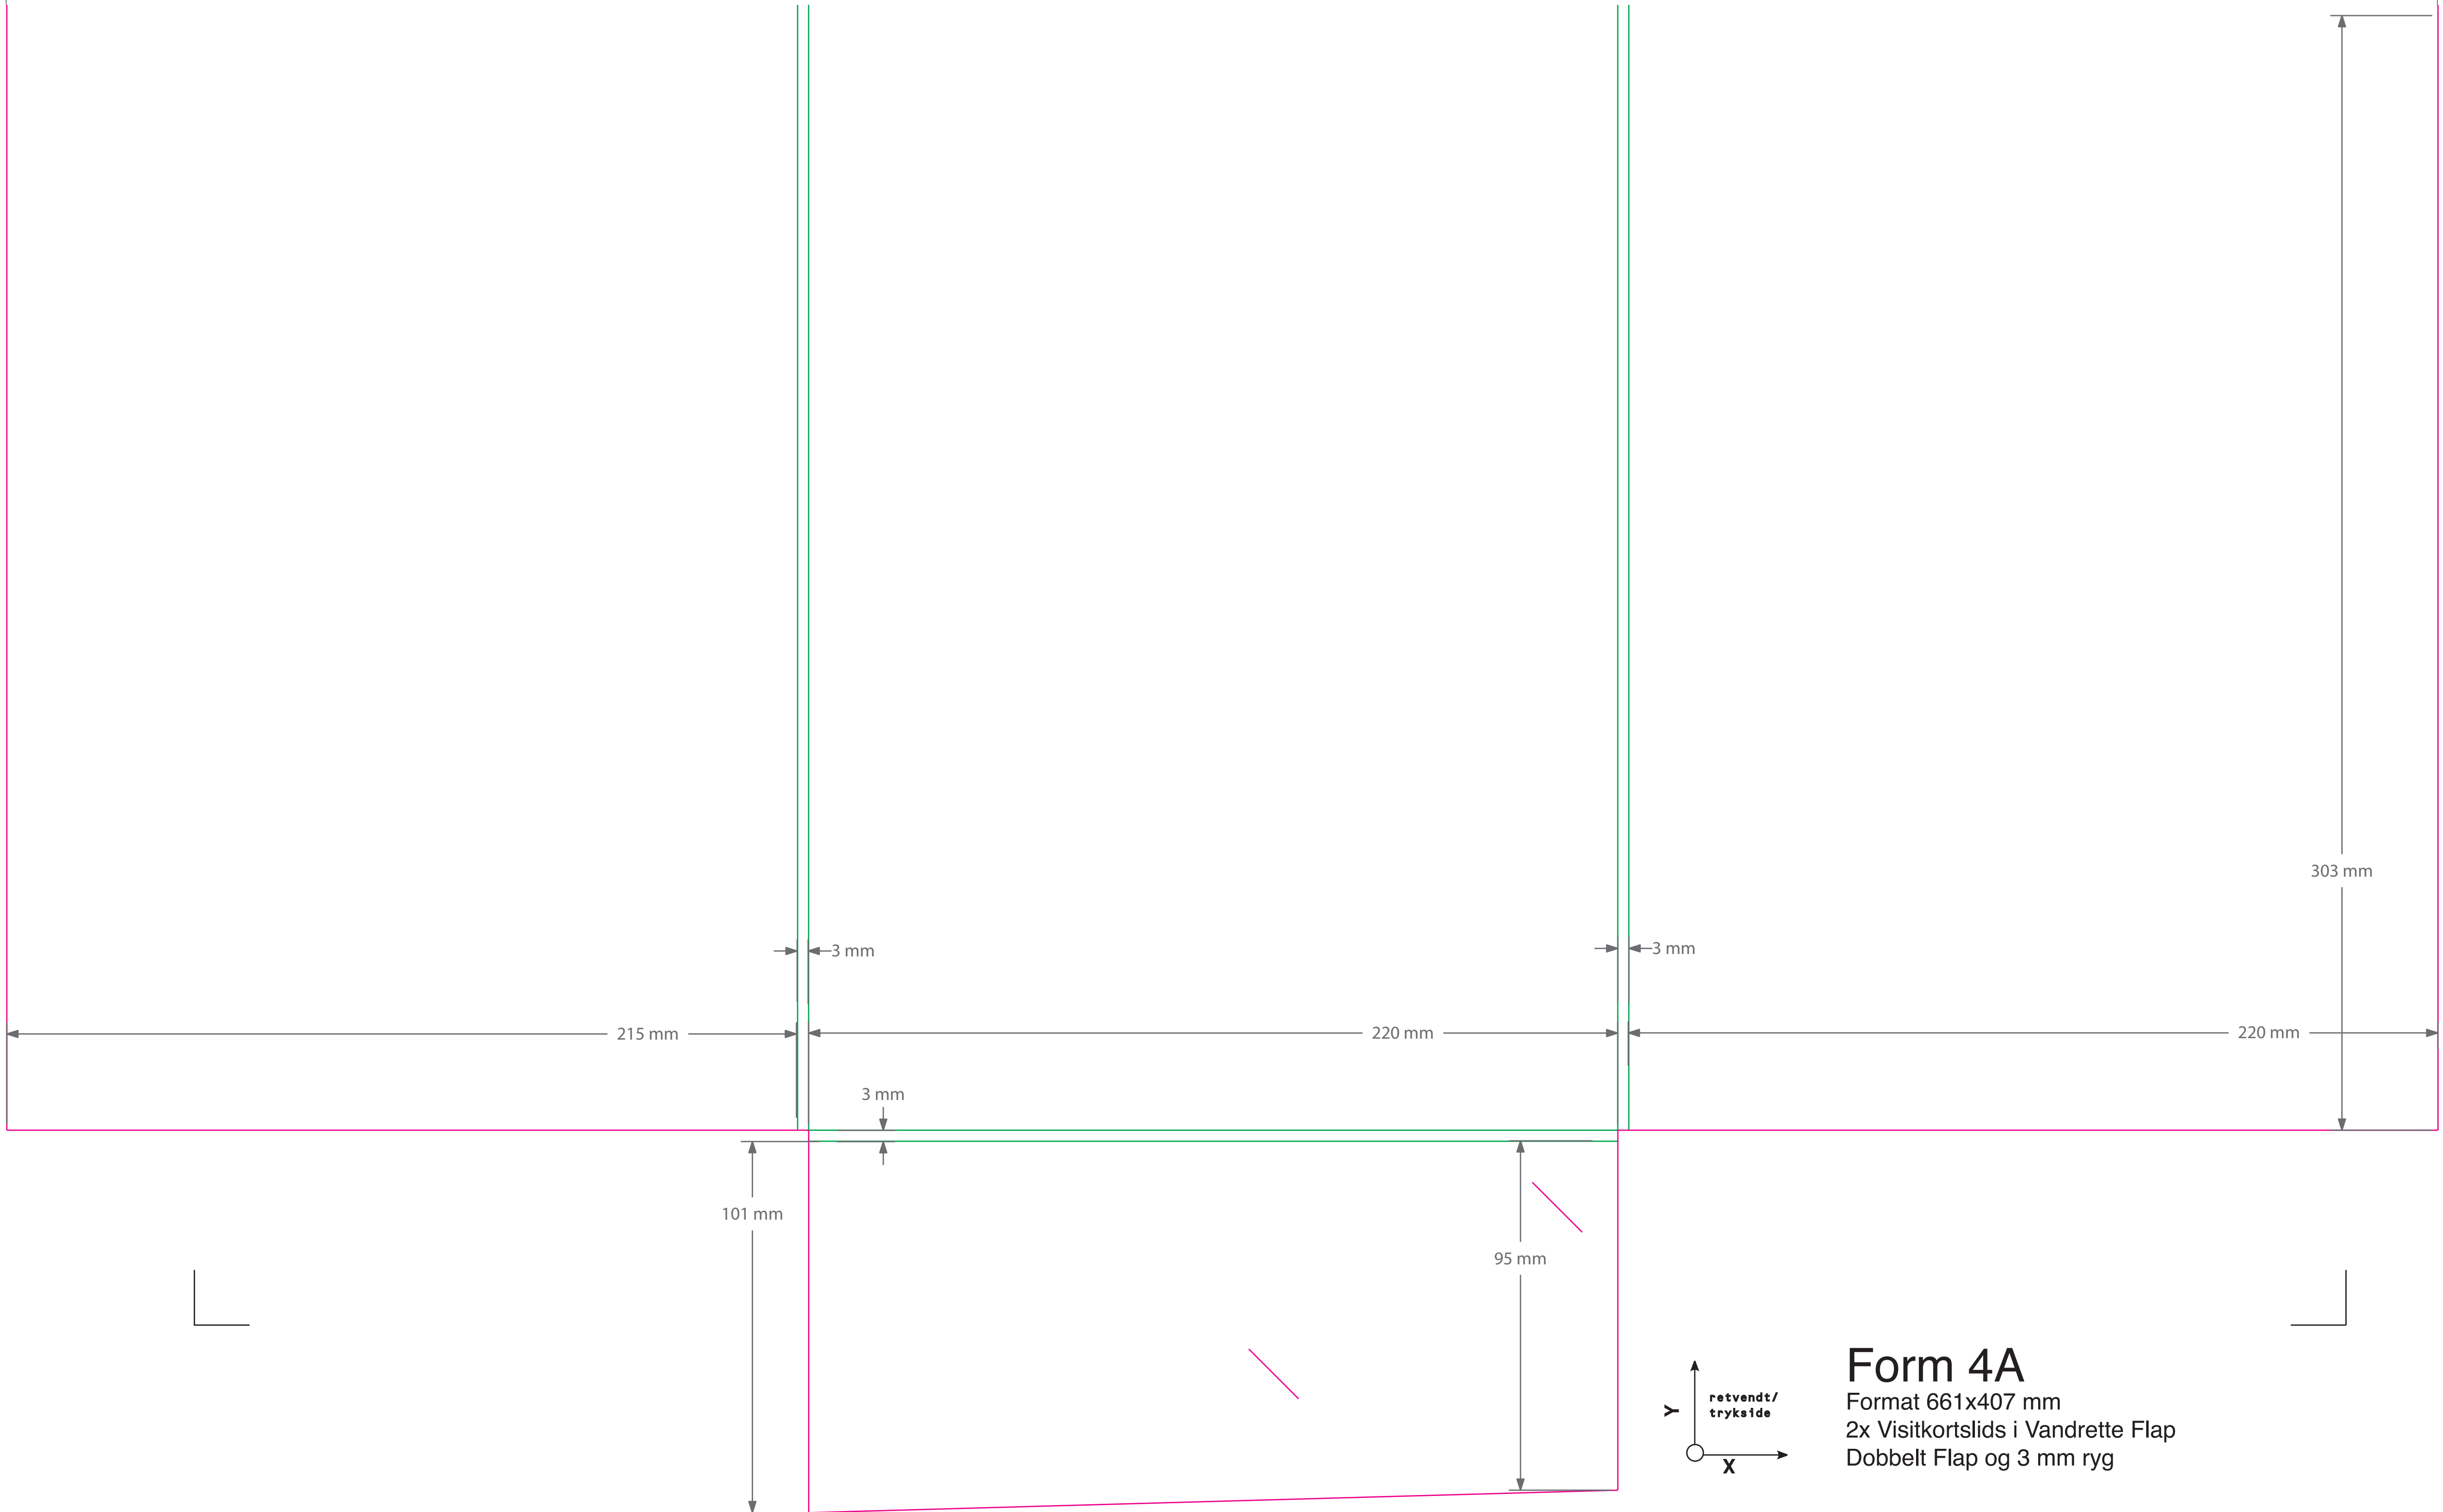 303 mm
3 mm
3 mm
215 mm
220 mm
220 mm
3 mm
101 mm
95 mm
Y
retvendt/
trykside
X
Form 4A
Format 661x407 mm
2x Visitkortslids i Vandrette Flap
Dobbelt Flap og 3 mm ryg